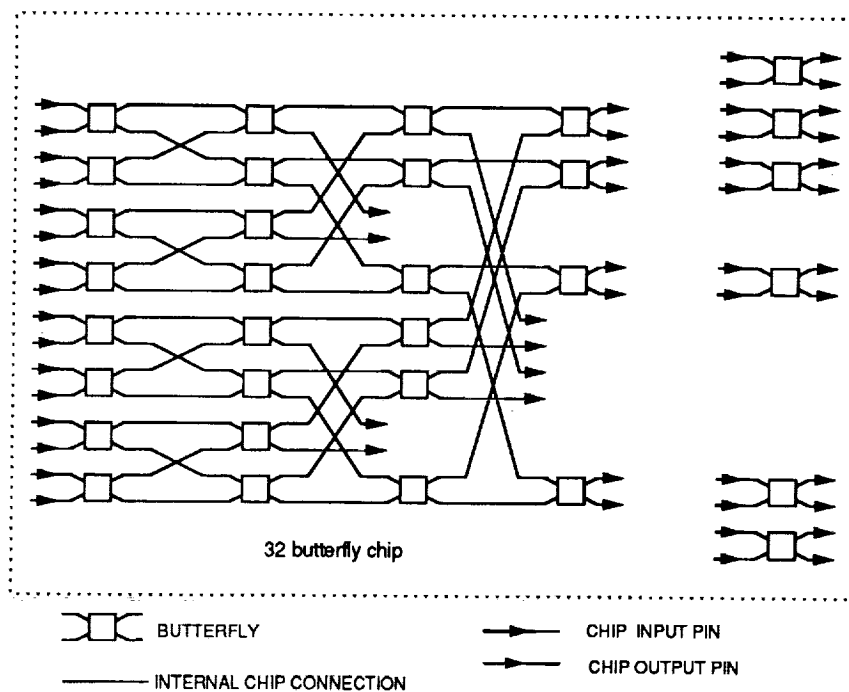 32 butterfly chip
BUTTERFLY
CHIP INPUT PIN
CHIP OUTPUT PIN
INTERNAL CHIP CONNECTION